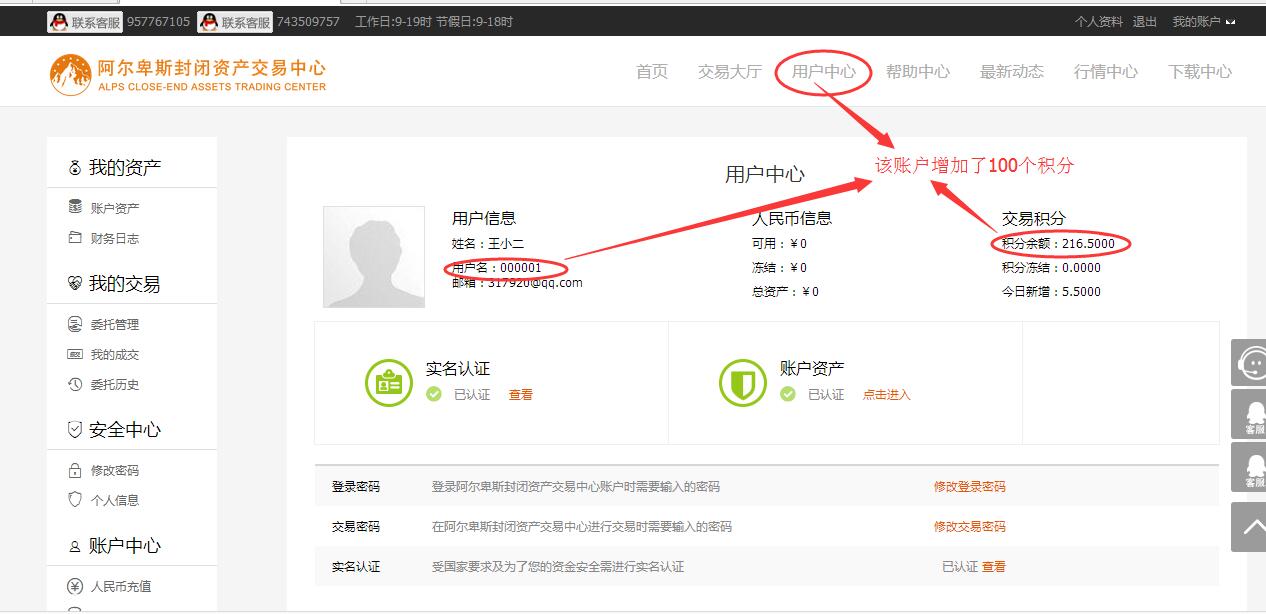 联系客服 957767105 联系客服 743509757 工作日:9-19时 节假日:9-18时 个人资料 退出 我的账户
阿尔卑斯封闭资产交易中心
ALPS CLOSE-END ASSETS TRADING CENTER
首页 交易大厅 用户中心 帮助中心 最新动态 行情中心 下载中心
我的资产
账户资产
财务日志
我的交易
委托管理
我的成交
委托历史
安全中心
修改密码
个人信息
账户中心
人民币充值
用户中心
该账户增加了100个积分
用户信息
姓名：王小二
用户名：000001
邮箱：317920@qq.com
人民币信息
可用：￥0
冻结：￥0
总资产：￥0
交易积分
积分余额：216.5000
积分冻结：0.0000
今日新增：5.5000
实名认证
已认证 查看
账户资产
已认证 点击进入
登录密码 登录阿尔卑斯封闭资产交易中心账户时需要输入的密码 修改登录密码
交易密码 在阿尔卑斯封闭资产交易中心进行交易时需要输入的密码 修改交易密码
实名认证 受国家要求及为了您的资金安全需进行实名认证 已认证 查看
客服
客服